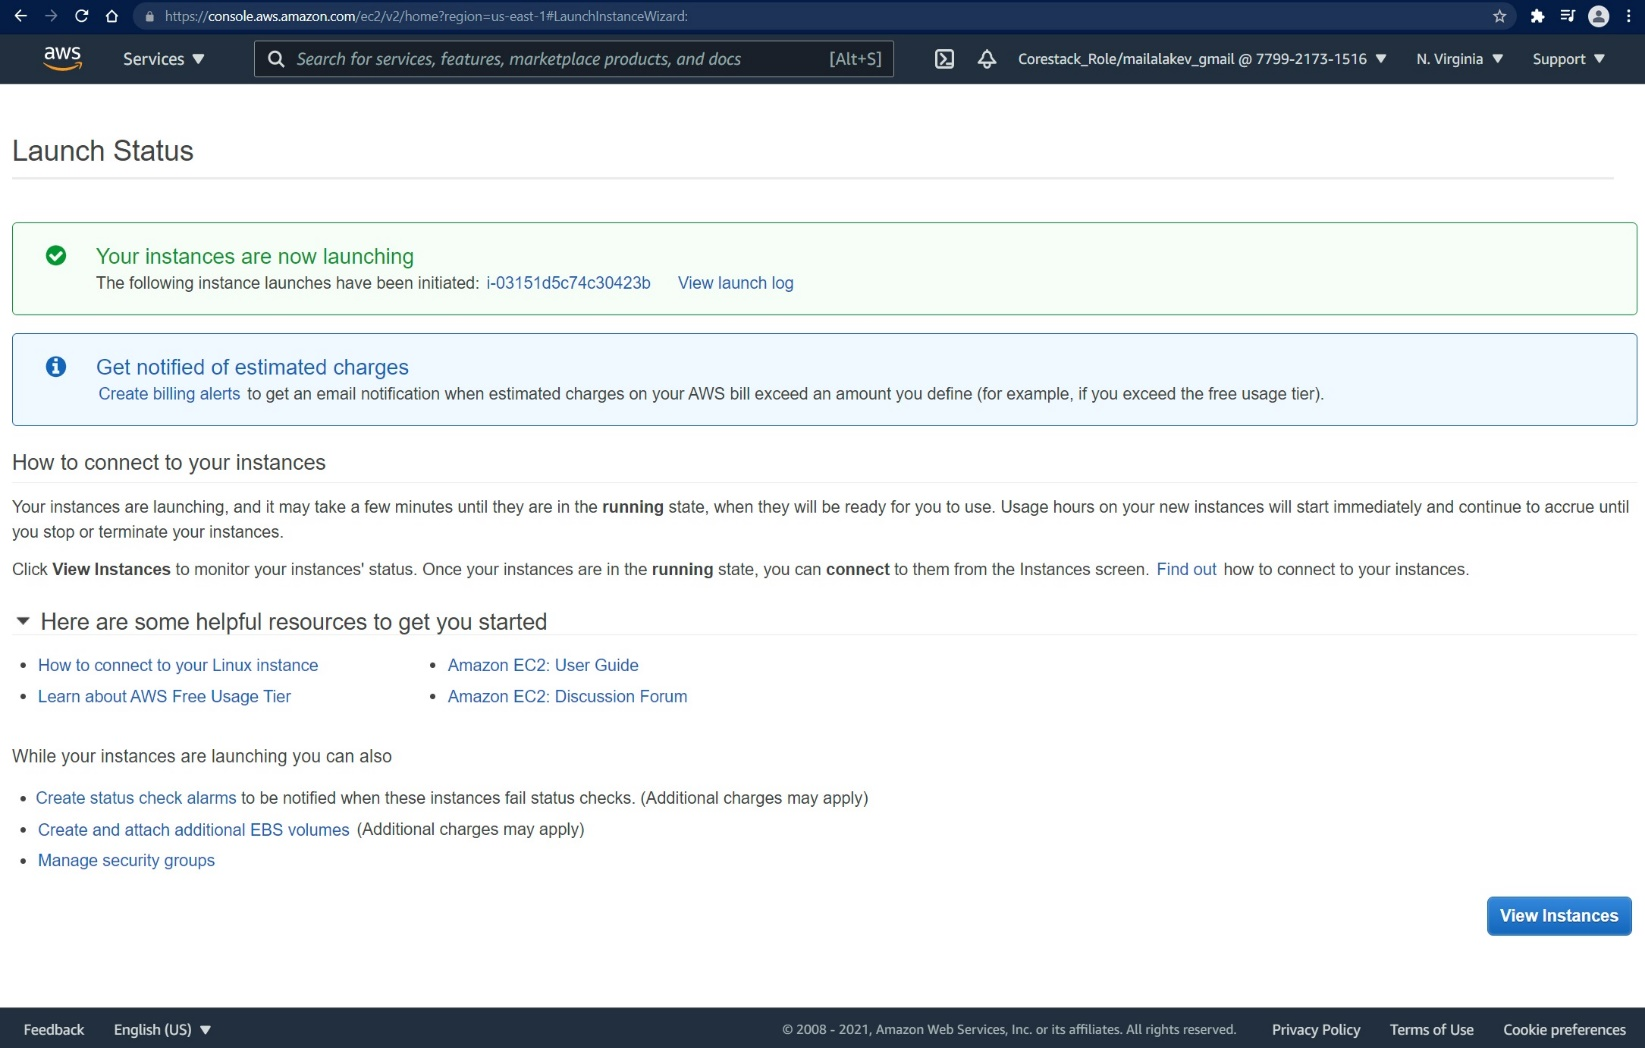 https://console.aws.amazon.com/ec2/v2/home?region=us-east-1#LaunchInstanceWizard:
aws Services Search for services, features, marketplace products, and docs [Alt+S] Corestack_Role/mailalakev_gmail @ 7799-2173-1516 N. Virginia Support
Launch Status
Your instances are now launching
The following instance launches have been initiated: i-03151d5c74c30423b View launch log
Get notified of estimated charges
Create billing alerts to get an email notification when estimated charges on your AWS bill exceed an amount you define (for example, if you exceed the free usage tier).
How to connect to your instances
Your instances are launching, and it may take a few minutes until they are in the running state, when they will be ready for you to use. Usage hours on your new instances will start immediately and continue to accrue until
you stop or terminate your instances.
Click View Instances to monitor your instances' status. Once your instances are in the running state, you can connect to them from the Instances screen. Find out how to connect to your instances.
Here are some helpful resources to get you started
• How to connect to your Linux instance • Amazon EC2: User Guide
• Learn about AWS Free Usage Tier • Amazon EC2: Discussion Forum
While your instances are launching you can also
• Create status check alarms to be notified when these instances fail status checks. (Additional charges may apply)
• Create and attach additional EBS volumes (Additional charges may apply)
• Manage security groups
View Instances
Feedback English (US) © 2008 - 2021, Amazon Web Services, Inc. or its affiliates. All rights reserved. Privacy Policy Terms of Use Cookie preferences